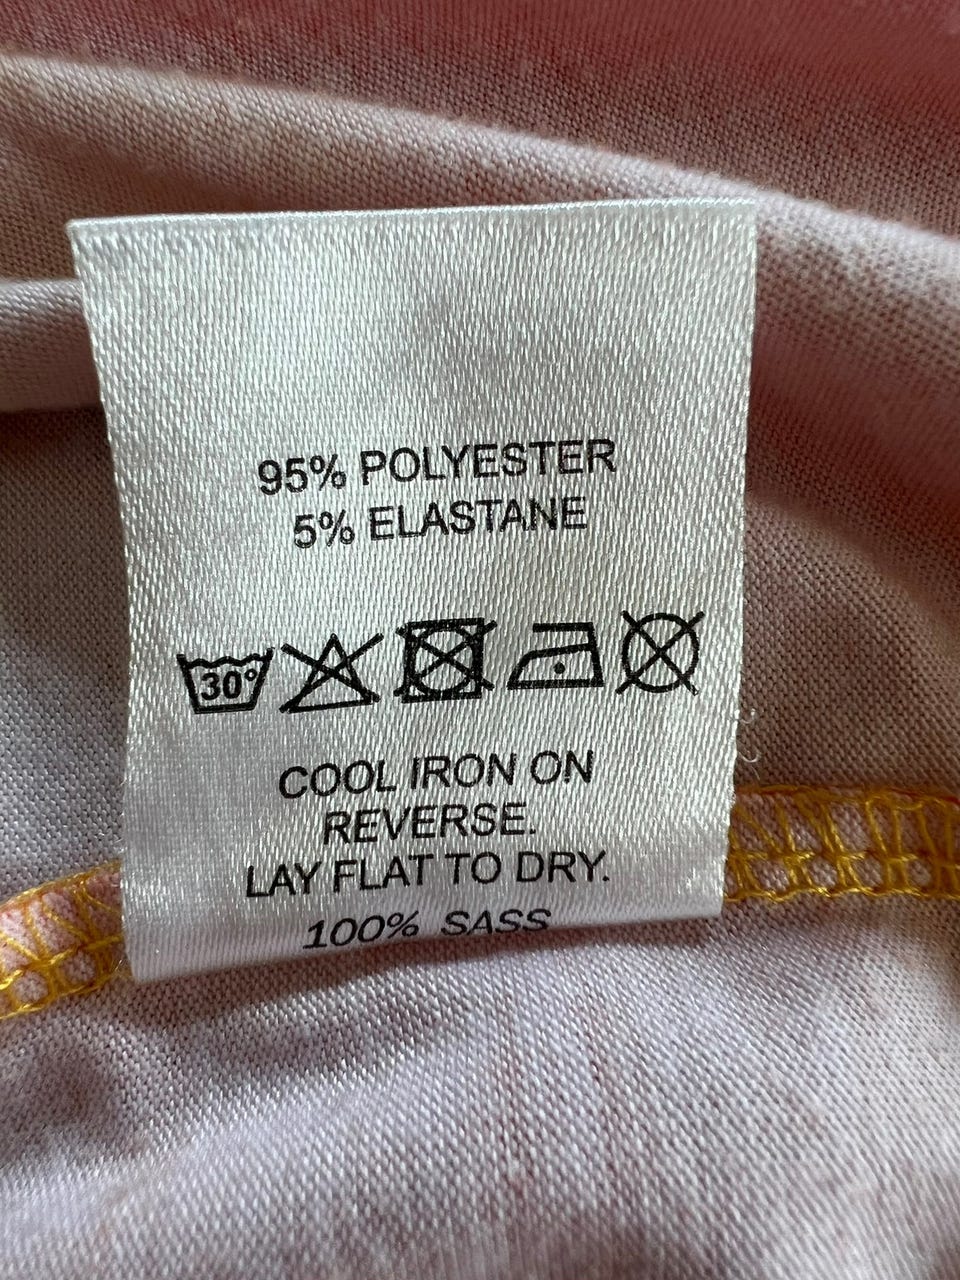 95% POLYESTER
5% ELASTANE
30°
COOL IRON ON
REVERSE.
LAY FLAT TO DRY.
100% SASS